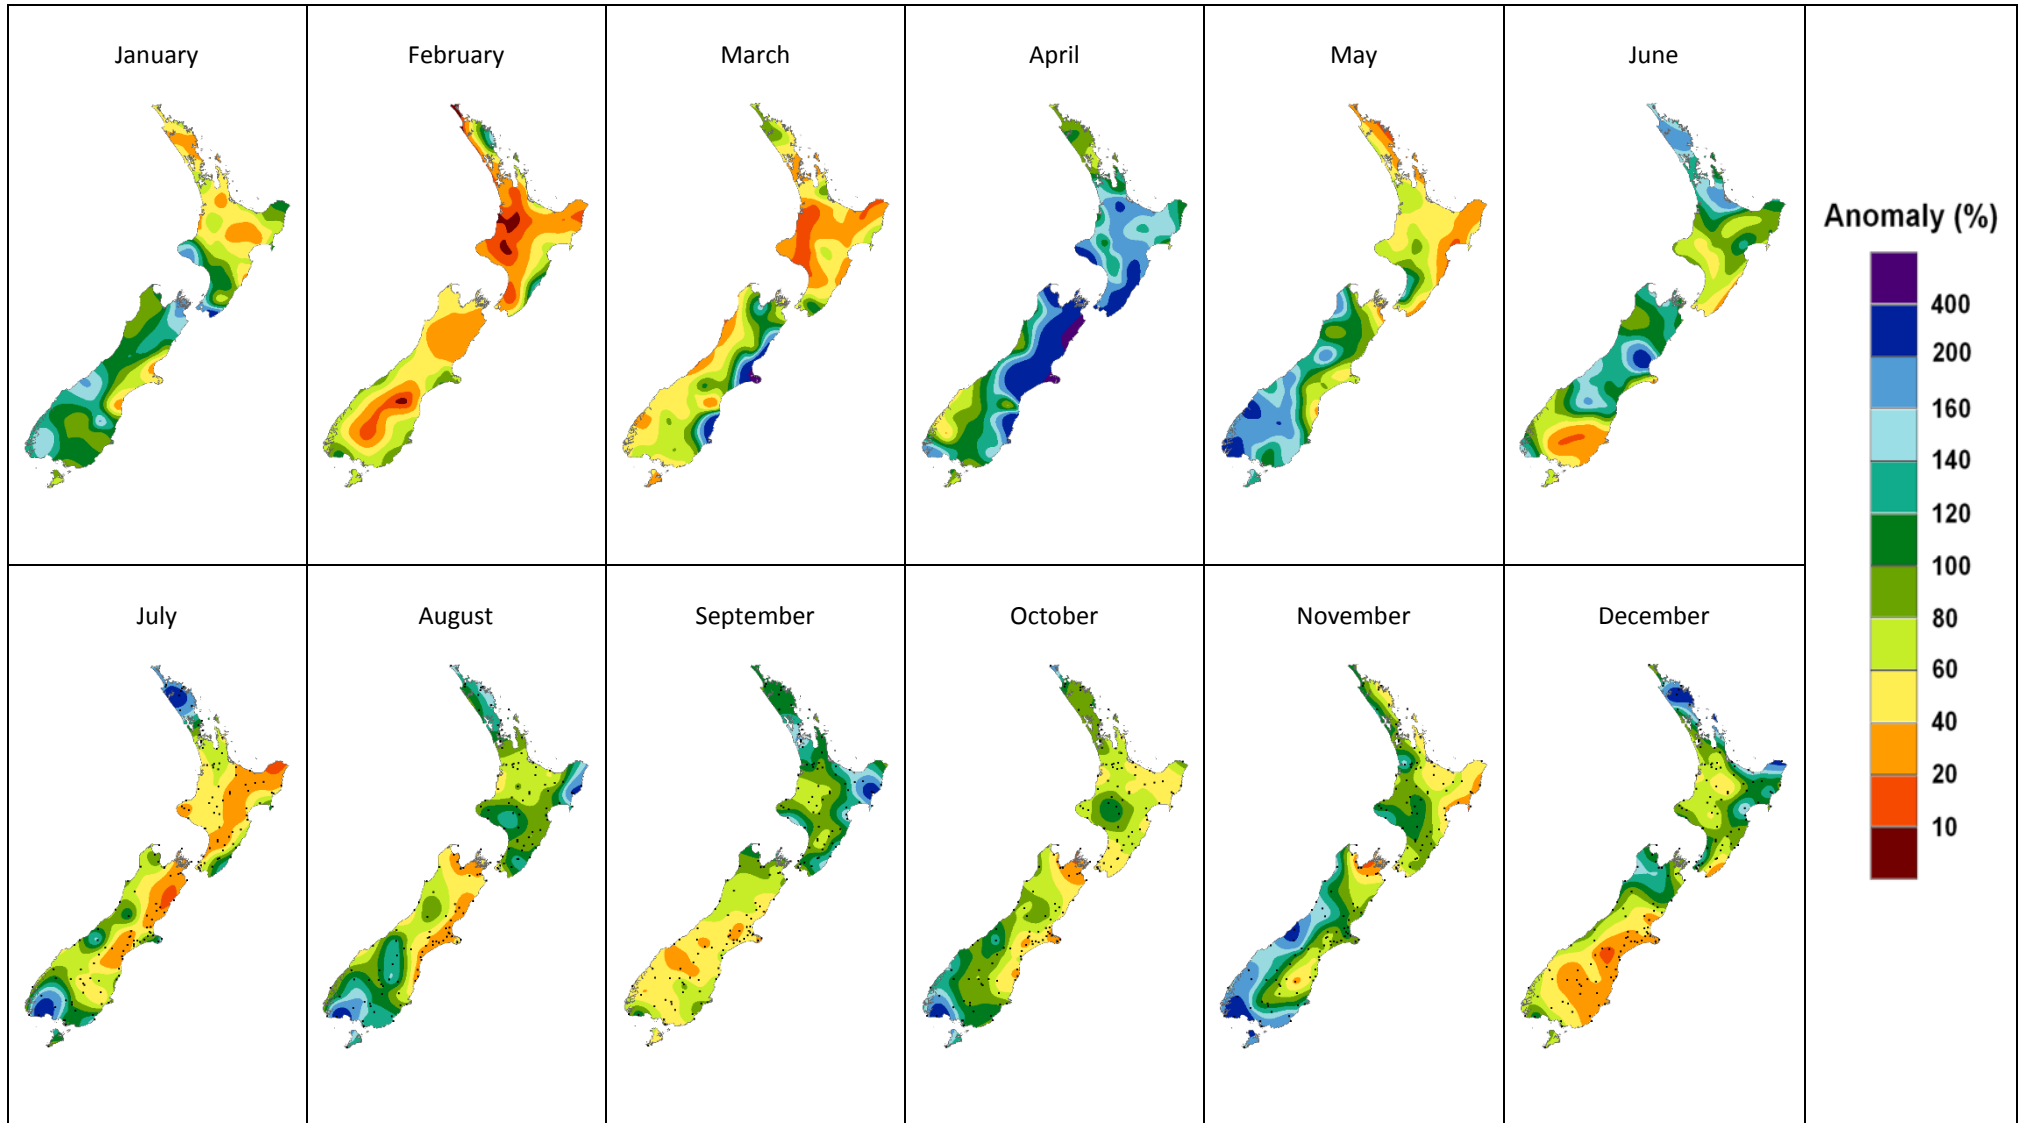 January
February
March
April
May
June
Anomaly (%)
400
200
160
140
120
100
80
60
40
20
10
July
August
September
October
November
December